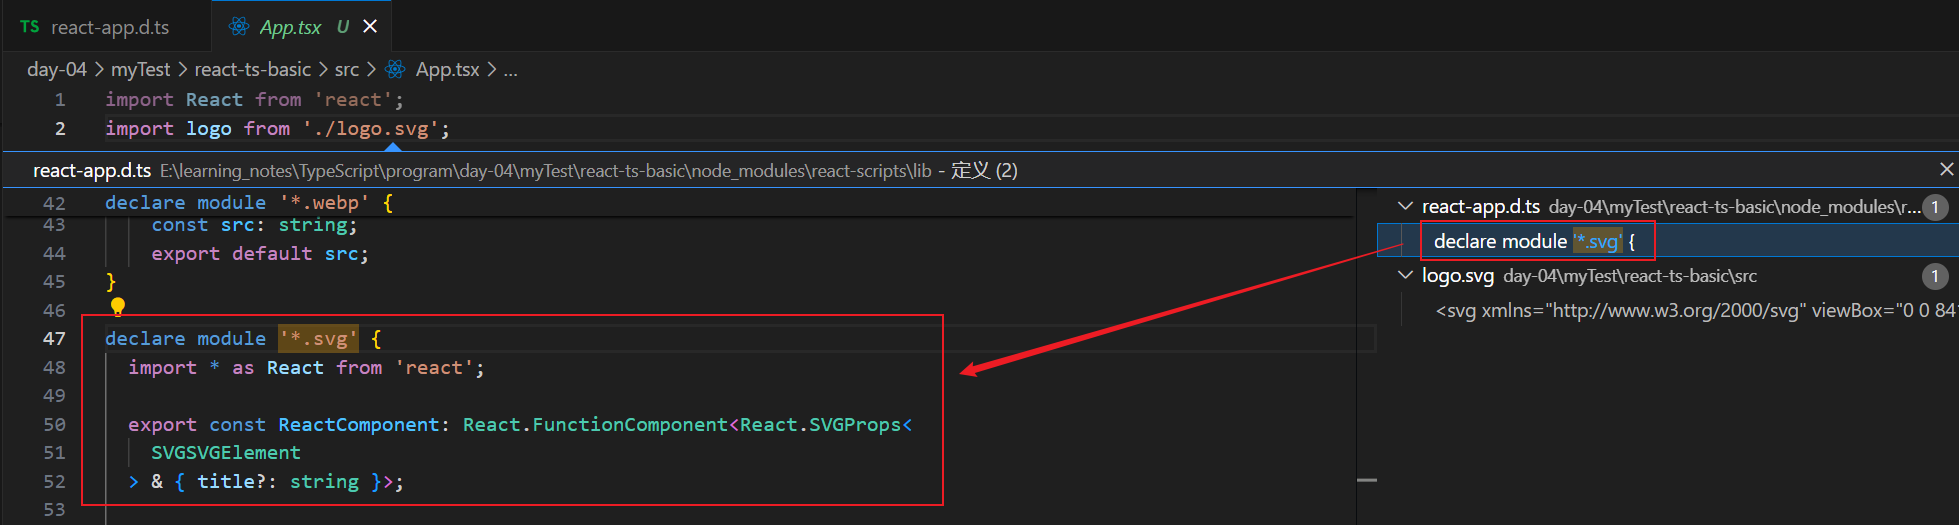 TS react-app.d.ts App.tsx U
day-04 > myTest > react-ts-basic > src > App.tsx > ...
1 import React from 'react';
2 import logo from './logo.svg';
react-app.d.ts E:\learning_notes\TypeScript\program\day-04\myTest\react-ts-basic\node_modules\react-scripts\lib - 定义 (2)
42 declare module '*.webp' {
43 const src: string;
44 export default src;
45 }
46
47 declare module '*.svg' {
48 import * as React from 'react';
49
50 export const ReactComponent: React.FunctionComponent<React.SVGProps<
51 SVGSVGElement
52 > & { title?: string }>;
53
react-app.d.ts day-04\myTest\react-ts-basic\node_modules\r... 1
declare module '*.svg' {
logo.svg day-04\myTest\react-ts-basic\src 1
<svg xmlns="http://www.w3.org/2000/svg" viewBox="0 0 841